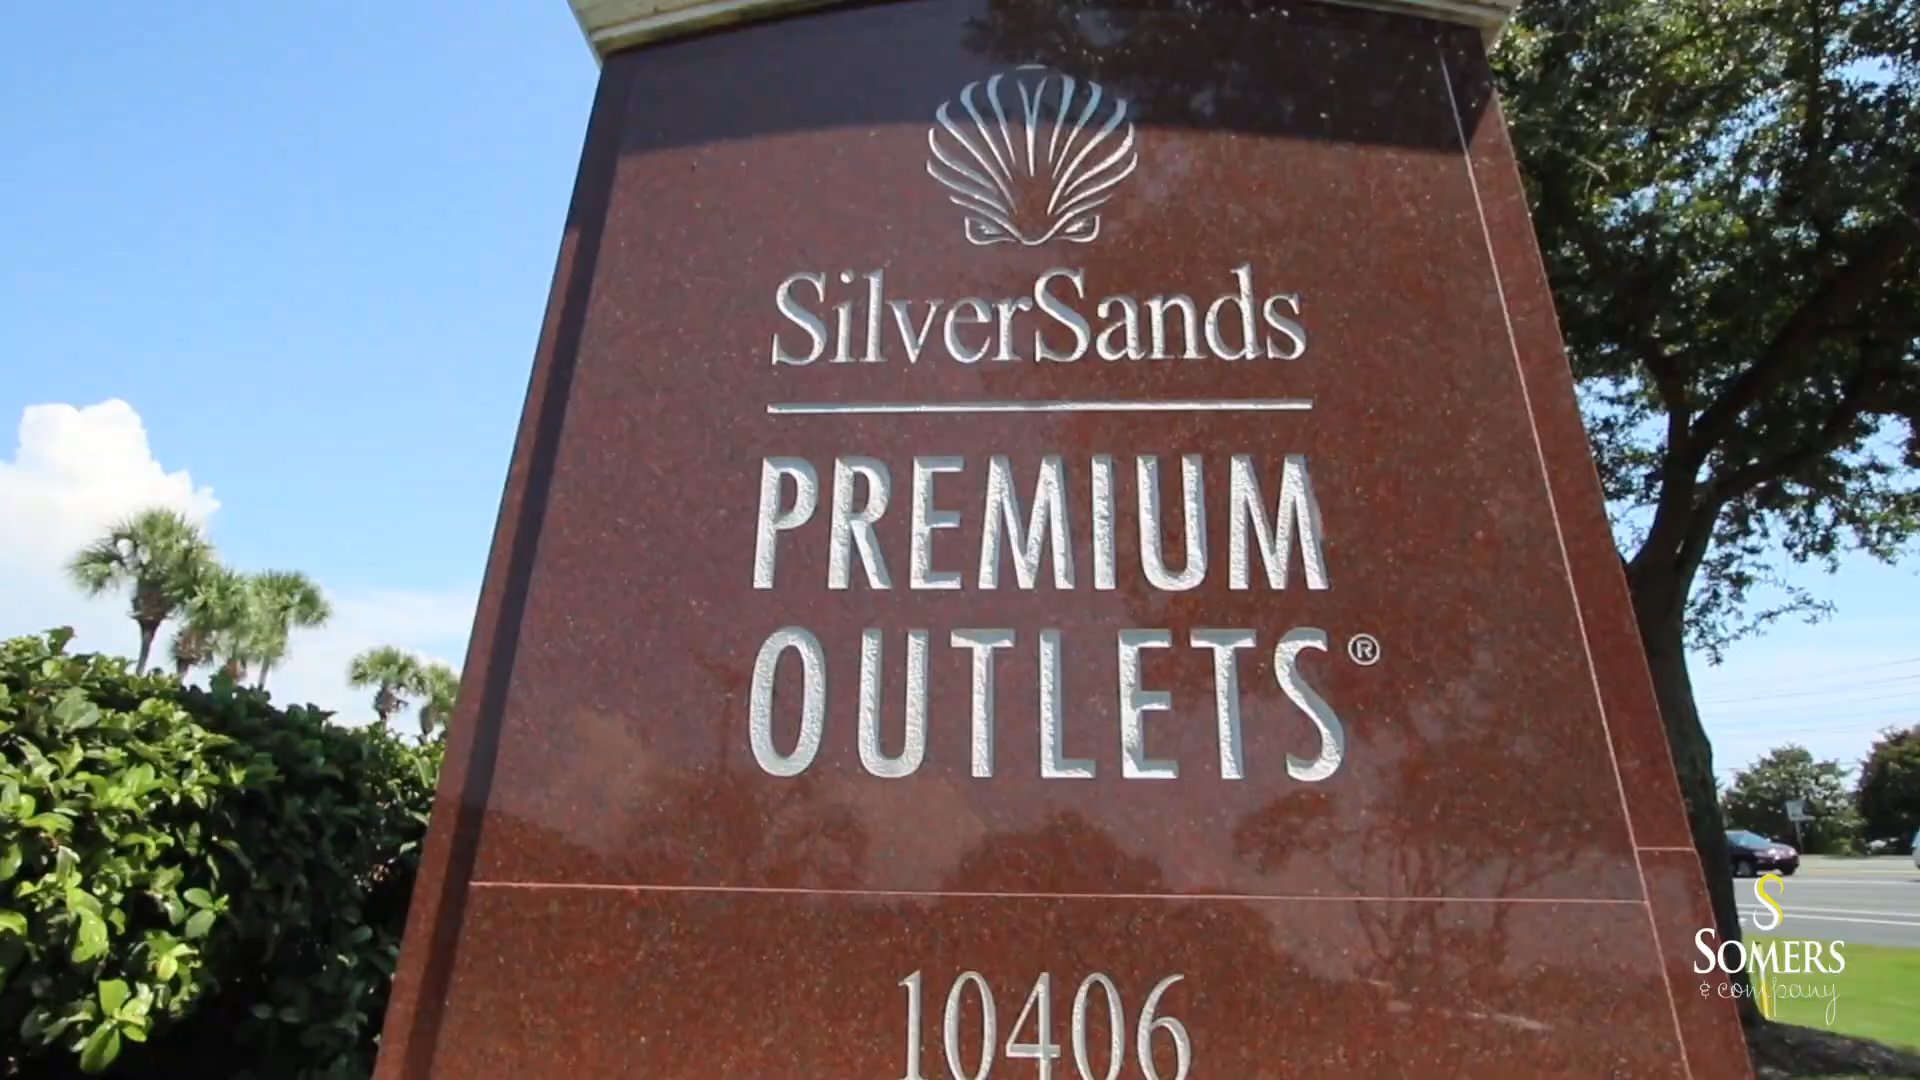 SilverSands
PREMIUM
OUTLETS®
10406
S
SOMERS
& company